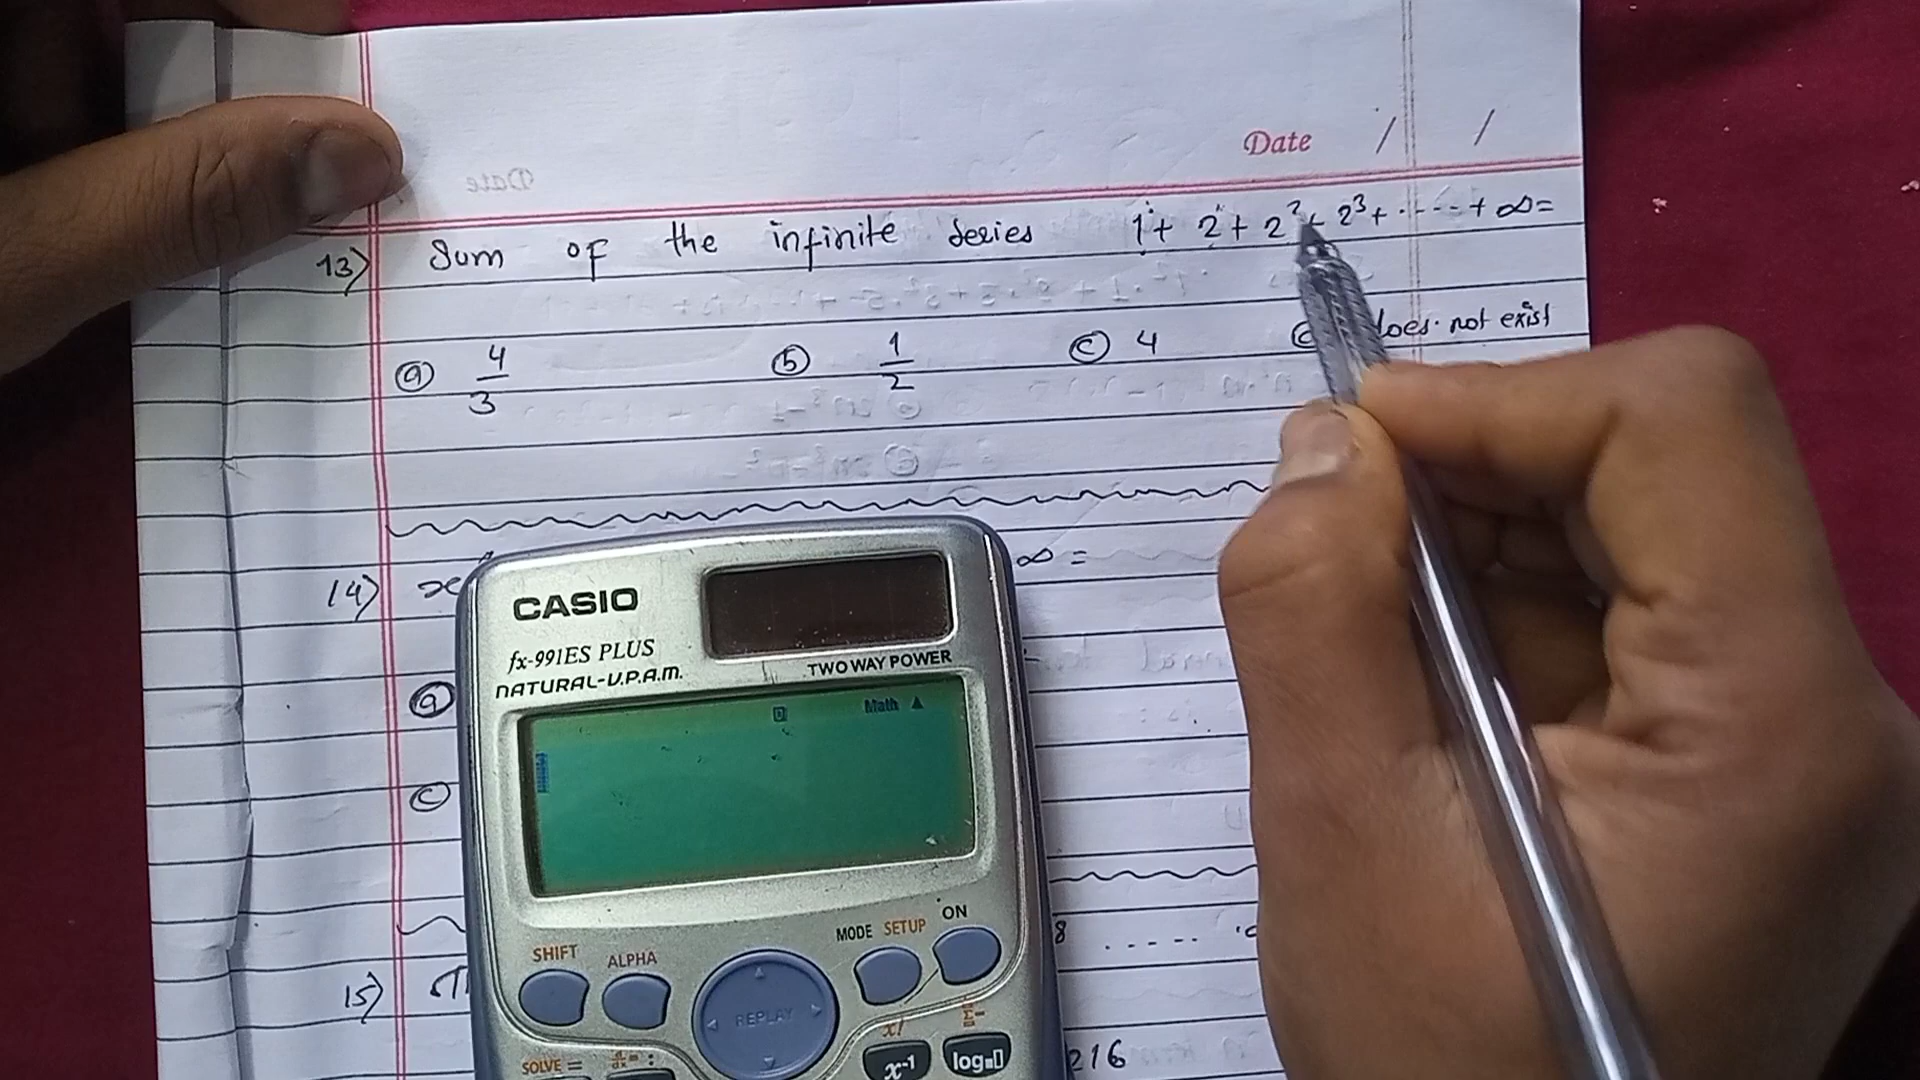 Date / /
13) Sum of the infinite series 1 + 2 + 2² + 2³ + ..... + ∞ =
ⓐ 4/3 ⓑ 1/2 ⓒ 4 does not exist
14) ∞ =
CASIO
fx-991ES PLUS
NATURAL-V.P.A.M.
TWO WAY POWER
Math ▲
ⓐ
ⓒ
MODE SETUP ON
8 .....
SHIFT ALPHA
15)
REPLAY
x!
Σ
SOLVE = d/dx :
x⁻¹ log
216